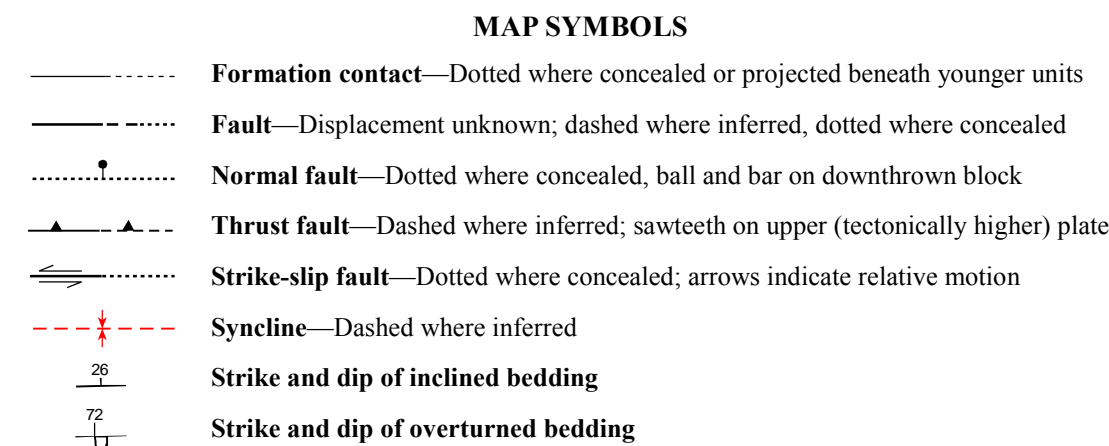 MAP SYMBOLS
Formation contact—Dotted where concealed or projected beneath younger units
Fault—Displacement unknown; dashed where inferred, dotted where concealed
Normal fault—Dotted where concealed, ball and bar on downthrown block
Thrust fault—Dashed where inferred; sawteeth on upper (tectonically higher) plate
Strike-slip fault—Dotted where concealed; arrows indicate relative motion
Syncline—Dashed where inferred
26 Strike and dip of inclined bedding
72 Strike and dip of overturned bedding